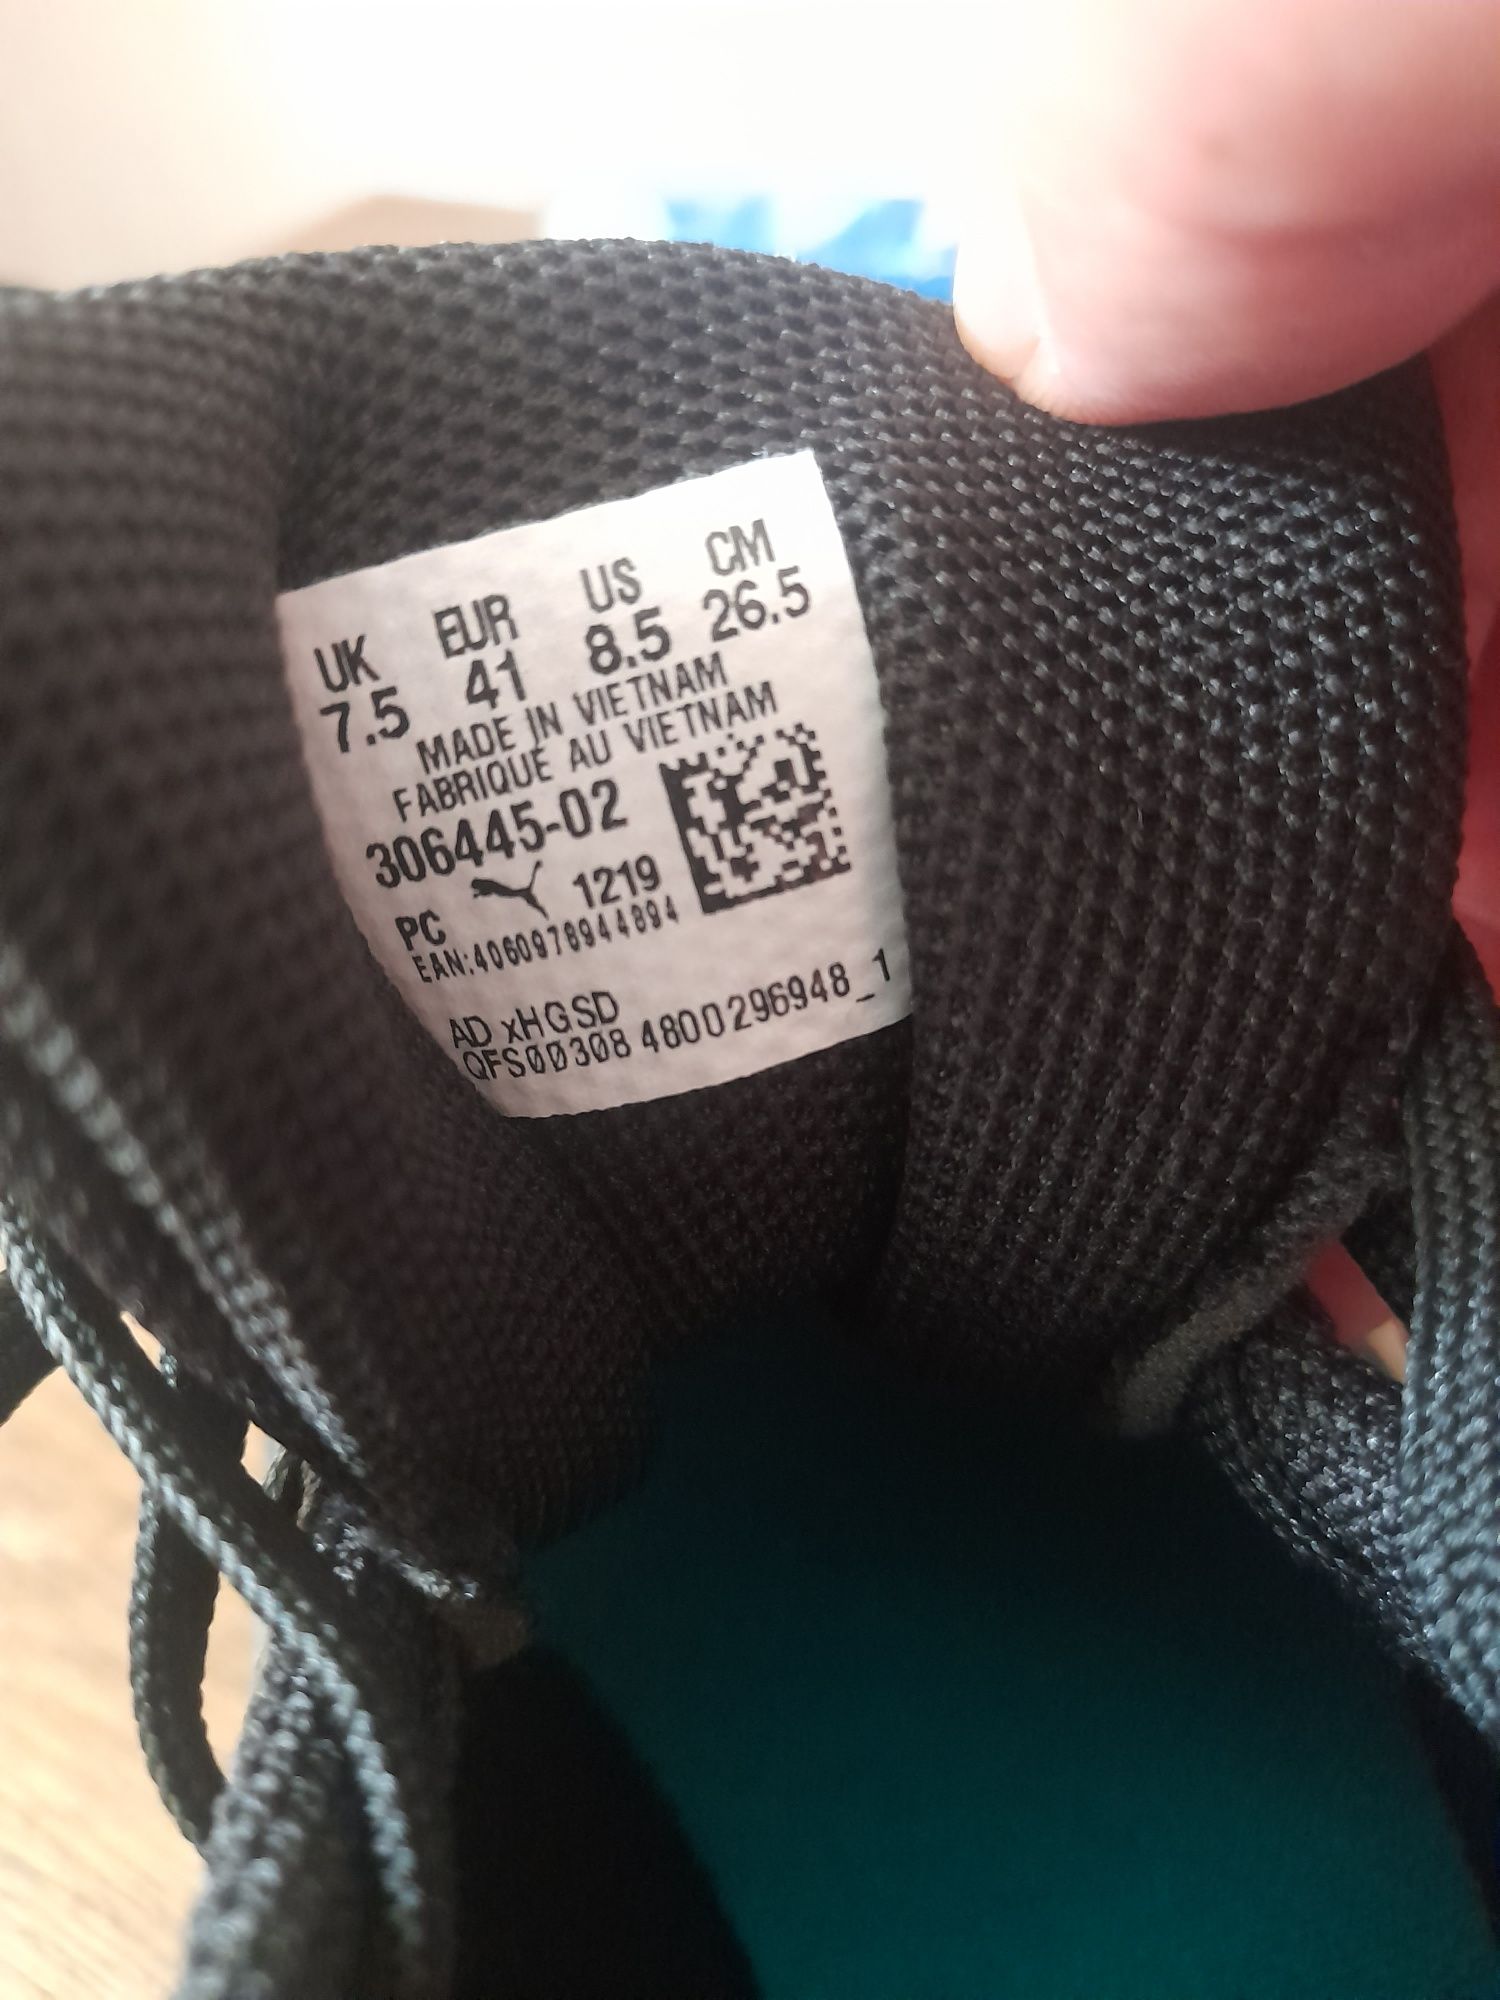 UK EUR US CM
7.5 41 8.5 26.5
MADE IN VIETNAM
FABRIQUÉ AU VIETNAM
306445-02
PC 1219
EAN:4060978944894
AD xHGSD
QFS00308 4800296948_1